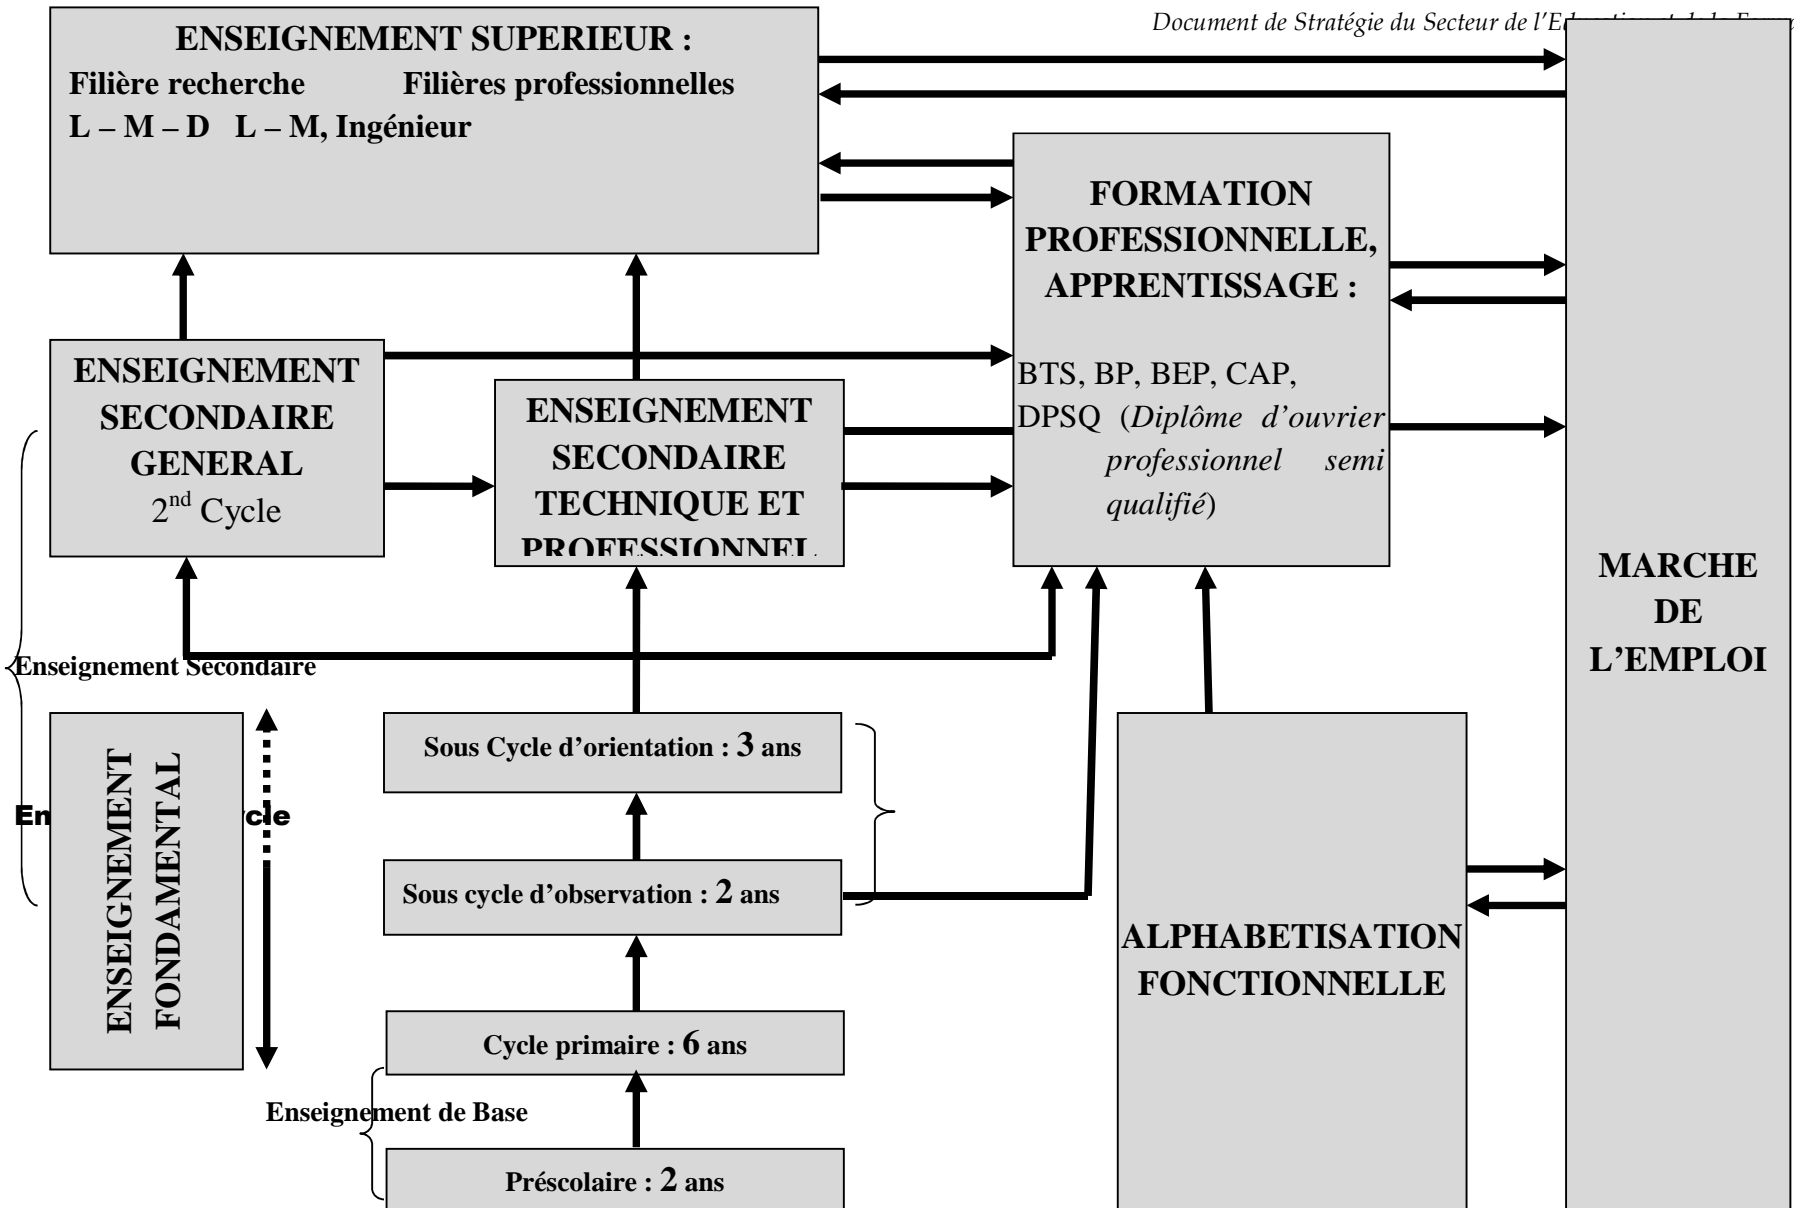 Document de Stratégie du Secteur de l’E
ENSEIGNEMENT SUPERIEUR :
Filière recherche Filières professionnelles
L – M – D L – M, Ingénieur
FORMATION
PROFESSIONNELLE,
APPRENTISSAGE :
BTS, BP, BEP, CAP,
DPSQ (Diplôme d’ouvrier
professionnel semi
qualifié)
ENSEIGNEMENT
SECONDAIRE
GENERAL
2nd Cycle
ENSEIGNEMENT
SECONDAIRE
TECHNIQUE ET
PROFESSIONNEL
MARCHE
DE
L’EMPLOI
Enseignement Secondaire
ENSEIGNEMENT
FONDAMENTAL
En
cle
Sous Cycle d’orientation : 3 ans
Sous cycle d’observation : 2 ans
Cycle primaire : 6 ans
Enseignement de Base
Préscolaire : 2 ans
ALPHABETISATION
FONCTIONNELLE